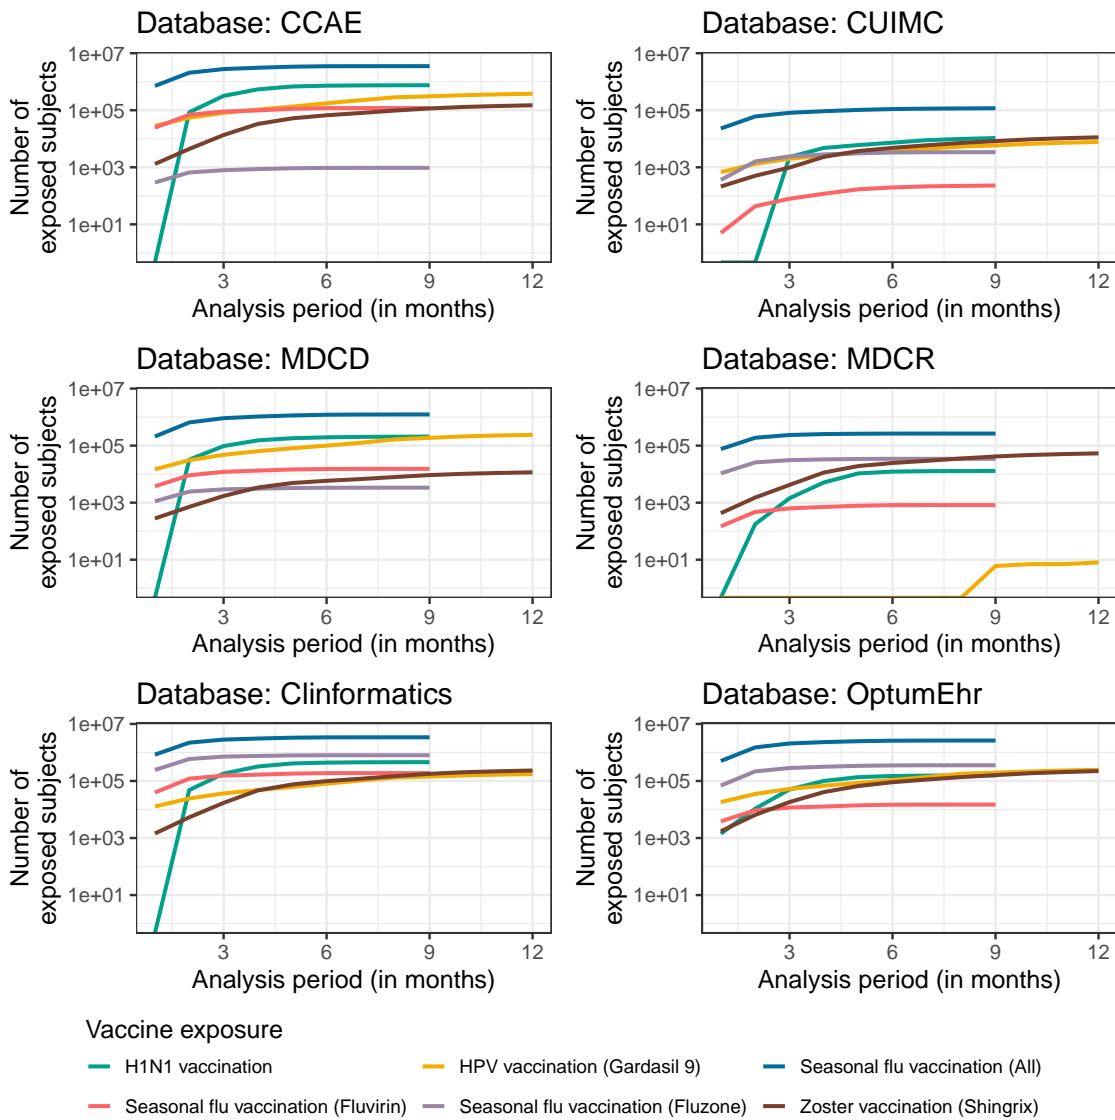 Database: CCAE
Database: CUIMC
Number of
exposed subjects
1e+07
1e+05
1e+03
1e+01
3
6
9
12
Analysis period (in months)
Number of
exposed subjects
1e+07
1e+05
1e+03
1e+01
3
6
9
12
Analysis period (in months)
Database: MDCD
Database: MDCR
Number of
exposed subjects
1e+07
1e+05
1e+03
1e+01
3
6
9
12
Analysis period (in months)
Number of
exposed subjects
1e+07
1e+05
1e+03
1e+01
3
6
9
12
Analysis period (in months)
Database: Clinformatics
Database: OptumEhr
Number of
exposed subjects
1e+07
1e+05
1e+03
1e+01
3
6
9
12
Analysis period (in months)
Number of
exposed subjects
1e+07
1e+05
1e+03
1e+01
3
6
9
12
Analysis period (in months)
Vaccine exposure
H1N1 vaccination
HPV vaccination (Gardasil 9)
Seasonal flu vaccination (All)
Seasonal flu vaccination (Fluvirin)
Seasonal flu vaccination (Fluzone)
Zoster vaccination (Shingrix)